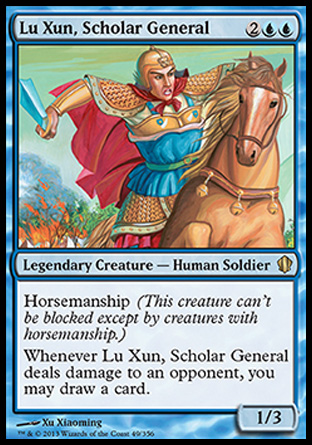 Lu Xun, Scholar General 2
Legendary Creature — Human Soldier
Horsemanship (This creature can't
be blocked except by creatures with
horsemanship.)
Whenever Lu Xun, Scholar General
deals damage to an opponent, you
may draw a card.
Xu Xiaoming
1/3
™ & © 2013 Wizards of the Coast 49/356